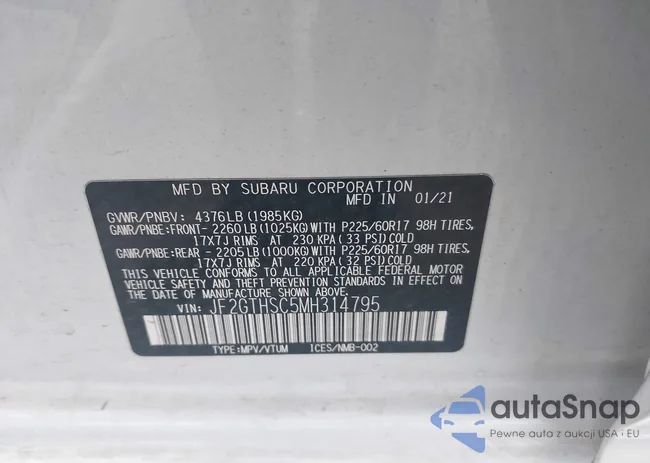 MFD BY SUBARU CORPORATION
MFD IN 01/21
GVWR/PNBV: 4376LB (1985KG)
GAWR/PNBE:FRONT- 2260LB (1025KG) WITH P225/60R17 98H TIRES,
17X7J RIMS AT 230 KPA (33 PSI) COLD
GAWR/PNBE:REAR - 2205LB (1000KG) WITH P225/60R17 98H TIRES,
17X7J RIMS AT 220 KPA (32 PSI) COLD
THIS VEHICLE CONFORMS TO ALL APPLICABLE FEDERAL MOTOR
VEHICLE SAFETY AND THEFT PREVENTION STANDARDS IN EFFECT ON
THE DATE OF MANUFACTURE SHOWN ABOVE.
VIN: JF2GTHSC5MH314795
TYPE:MPV/VTUM ICES/NMB-002
autaSnap
Pewne auta z aukcji USA i EU